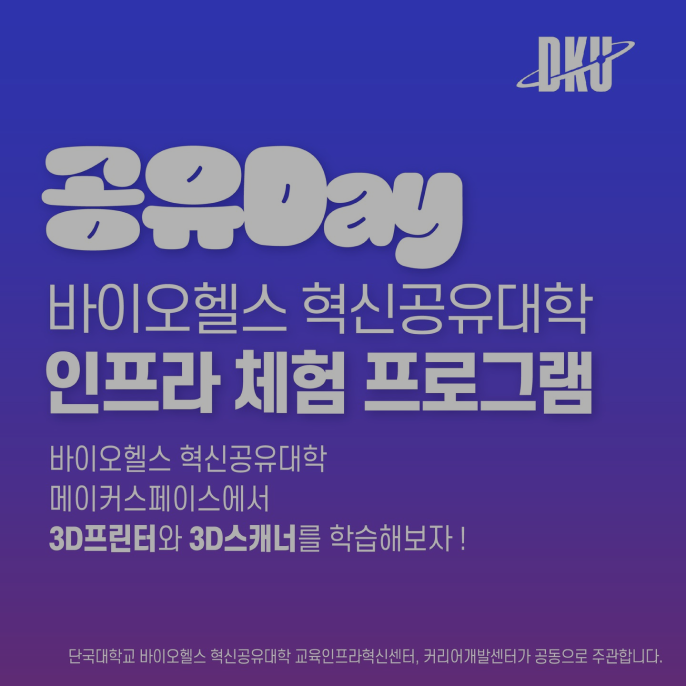 DKU
공유Day
바이오헬스 혁신공유대학
인프라 체험 프로그램
바이오헬스 혁신공유대학
메이커스페이스에서
3D프린터와 3D스캐너를 학습해보자 !
단국대학교 바이오헬스 혁신공유대학 교육인프라혁신센터, 커리어개발센터가 공동으로 주관합니다.